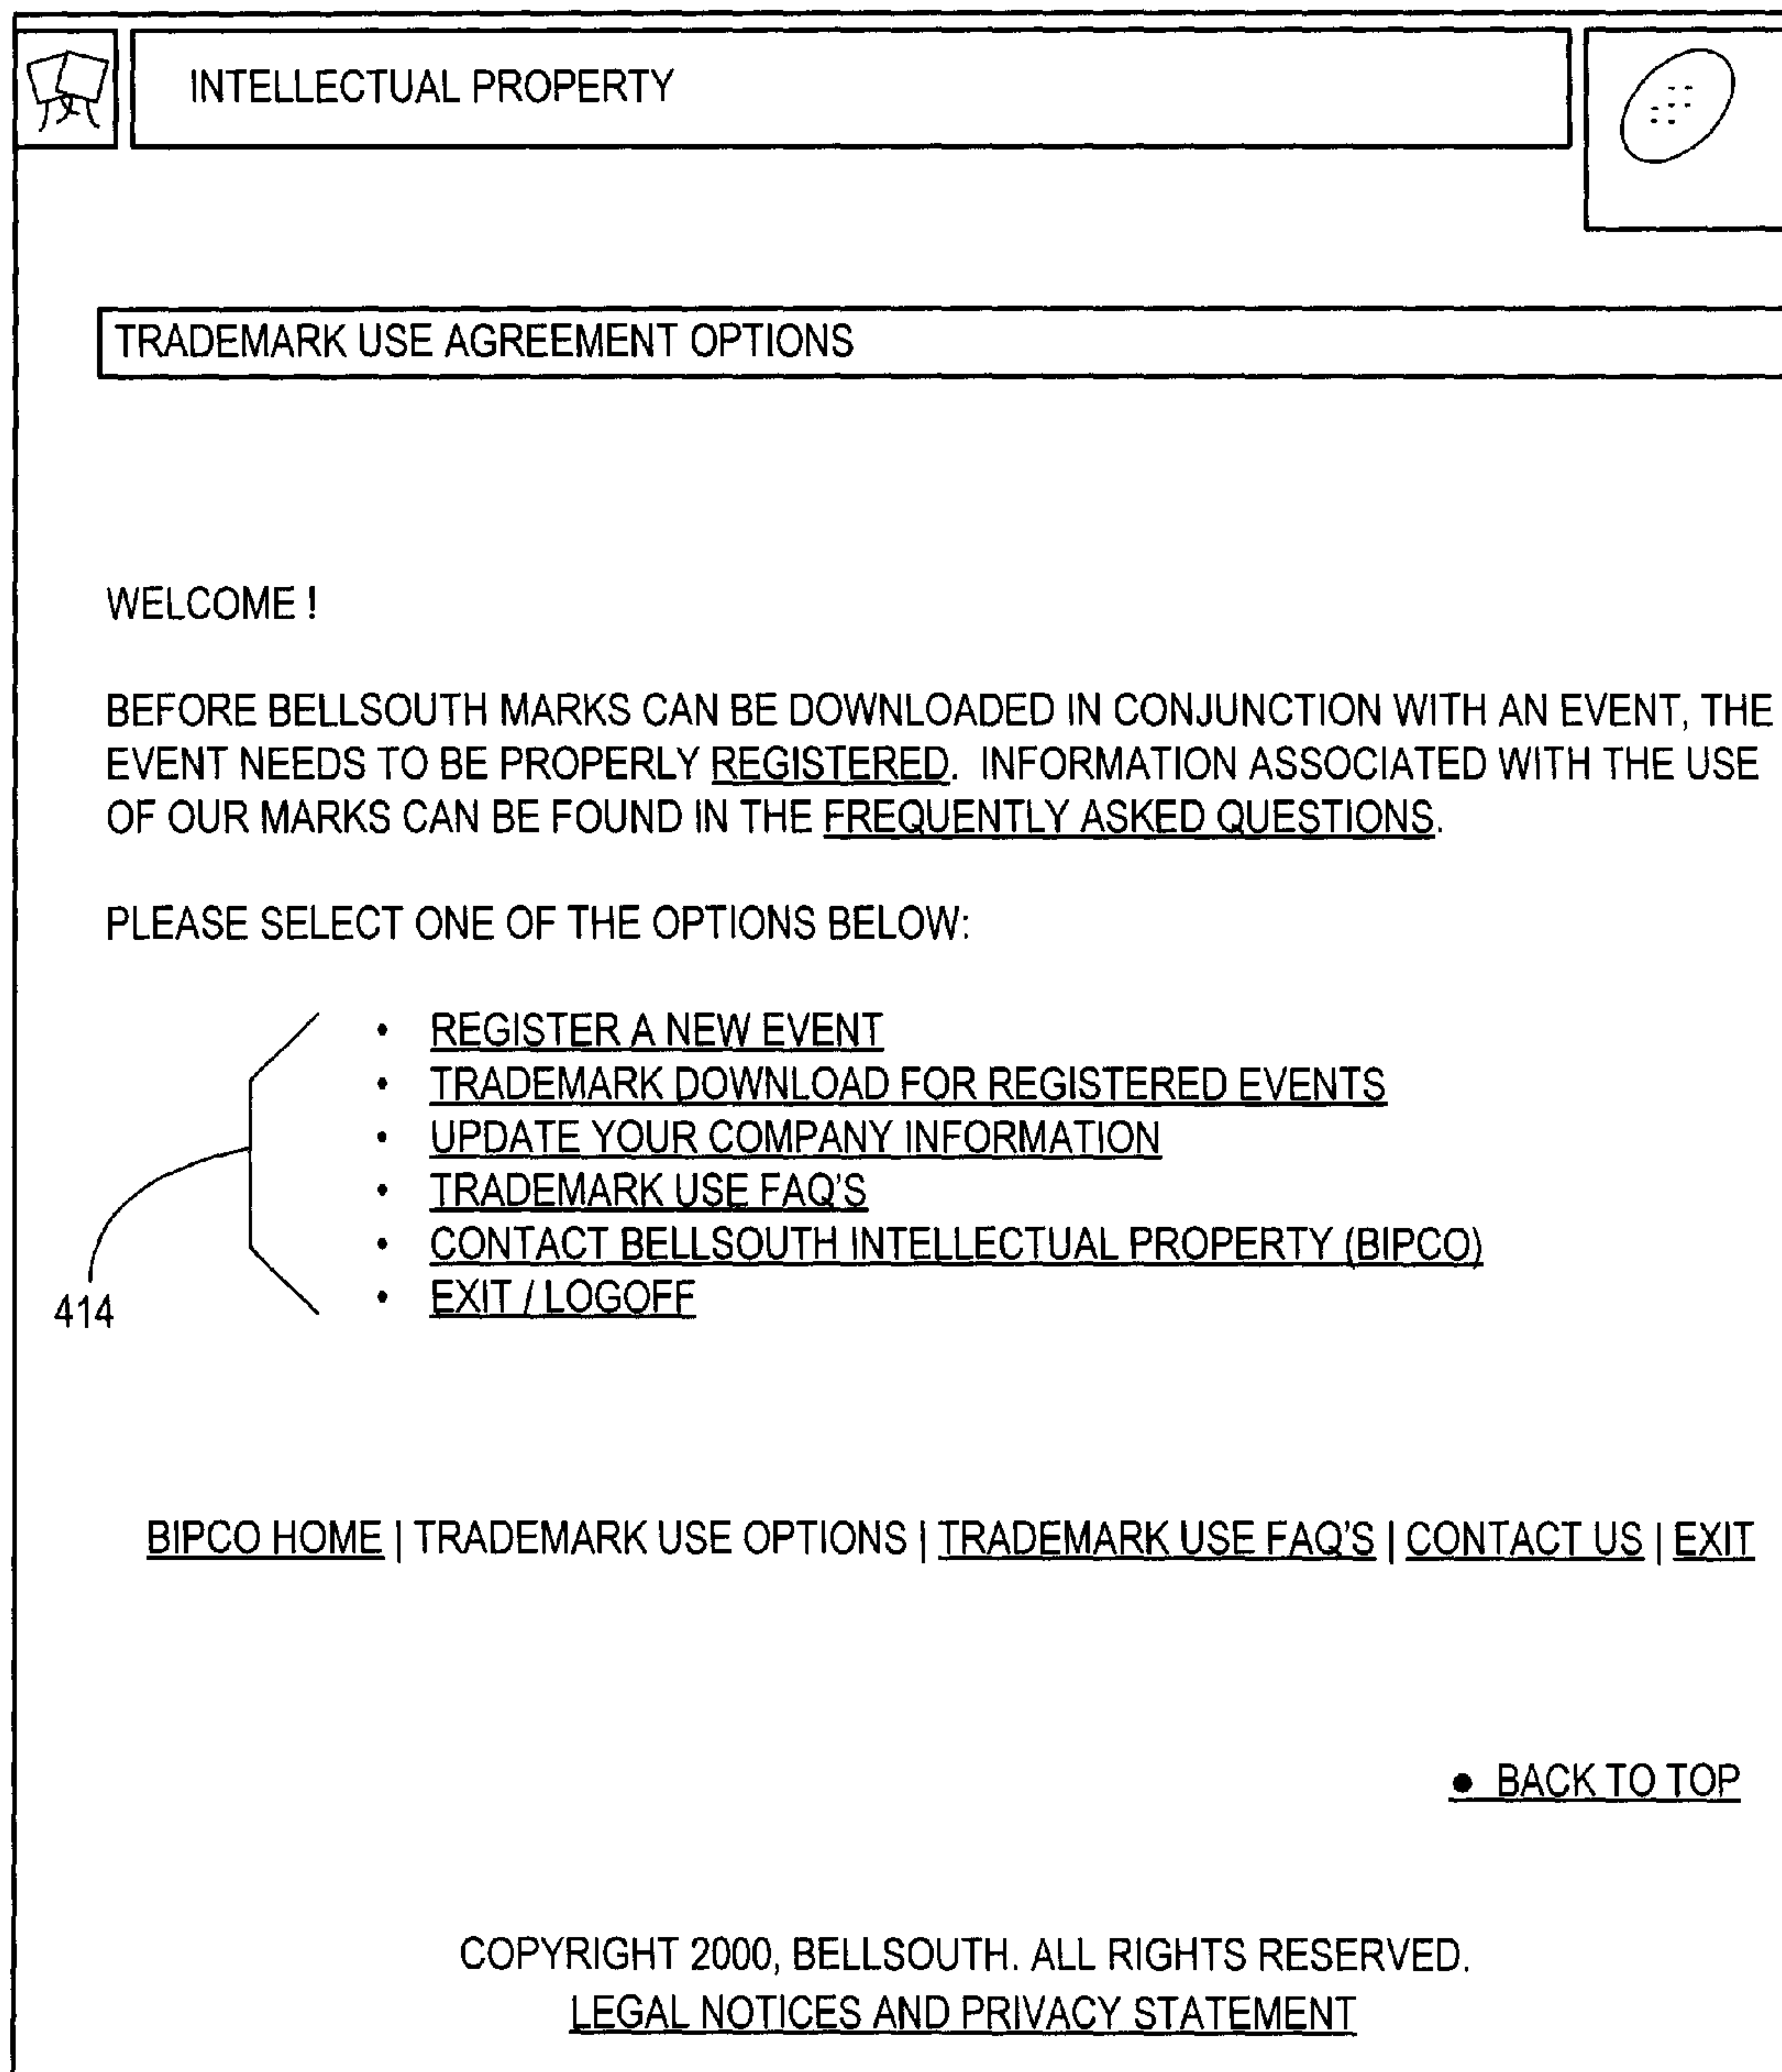 INTELLECTUAL PROPERTY
TRADEMARK USE AGREEMENT OPTIONS
WELCOME !
BEFORE BELLSOUTH MARKS CAN BE DOWNLOADED IN CONJUNCTION WITH AN EVENT, THE
EVENT NEEDS TO BE PROPERLY REGISTERED. INFORMATION ASSOCIATED WITH THE USE
OF OUR MARKS CAN BE FOUND IN THE FREQUENTLY ASKED QUESTIONS.
PLEASE SELECT ONE OF THE OPTIONS BELOW:
• REGISTER A NEW EVENT
• TRADEMARK DOWNLOAD FOR REGISTERED EVENTS
• UPDATE YOUR COMPANY INFORMATION
• TRADEMARK USE FAQ'S
• CONTACT BELLSOUTH INTELLECTUAL PROPERTY (BIPCO)
• EXIT / LOGOFF
414
BIPCO HOME | TRADEMARK USE OPTIONS | TRADEMARK USE FAQ'S | CONTACT US | EXIT
• BACK TO TOP
COPYRIGHT 2000, BELLSOUTH. ALL RIGHTS RESERVED.
LEGAL NOTICES AND PRIVACY STATEMENT